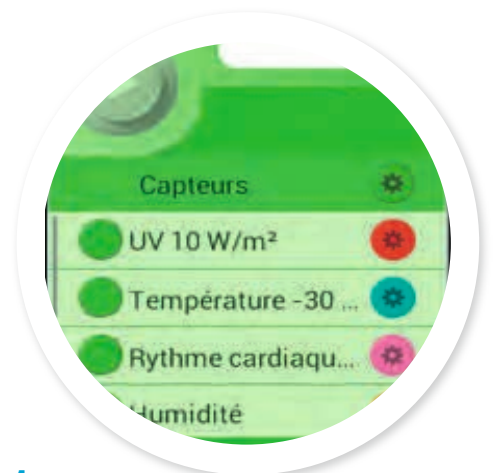 Capteurs
UV 10 W/m²
Température -30 ...
Rythme cardiaqu...
Humidité